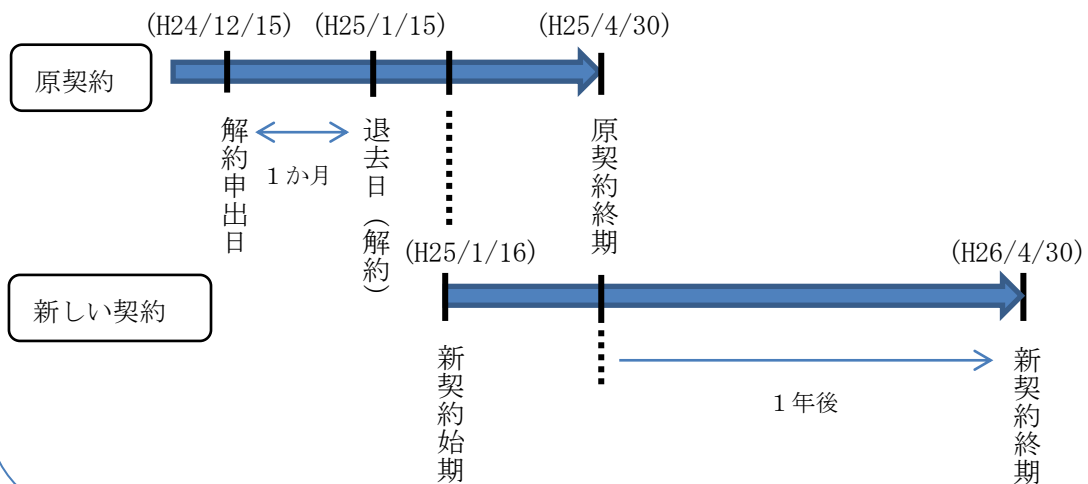 (H24/12/15) (H25/1/15) (H25/4/30)
原契約
解約申出日
1か月
退去日(解約)
原契約終期
(H25/1/16) (H26/4/30)
新しい契約
新契約始期
1年後
新契約終期